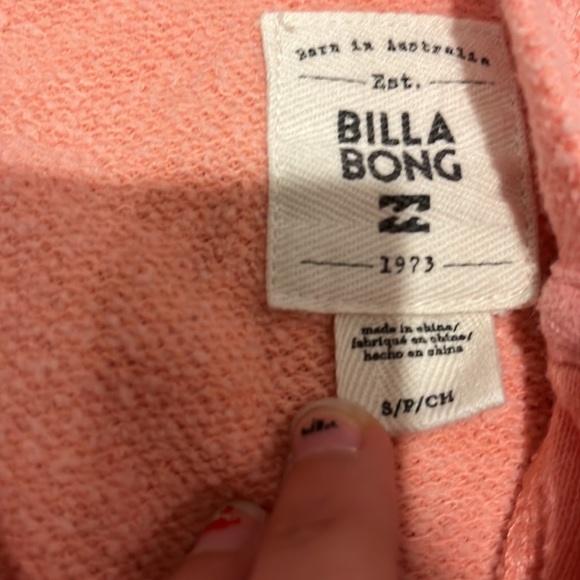 Born in Australia
Est.
BILLA
BONG
1973
made in china/
fabriqué en chine/
hecho en china
S/P/CH